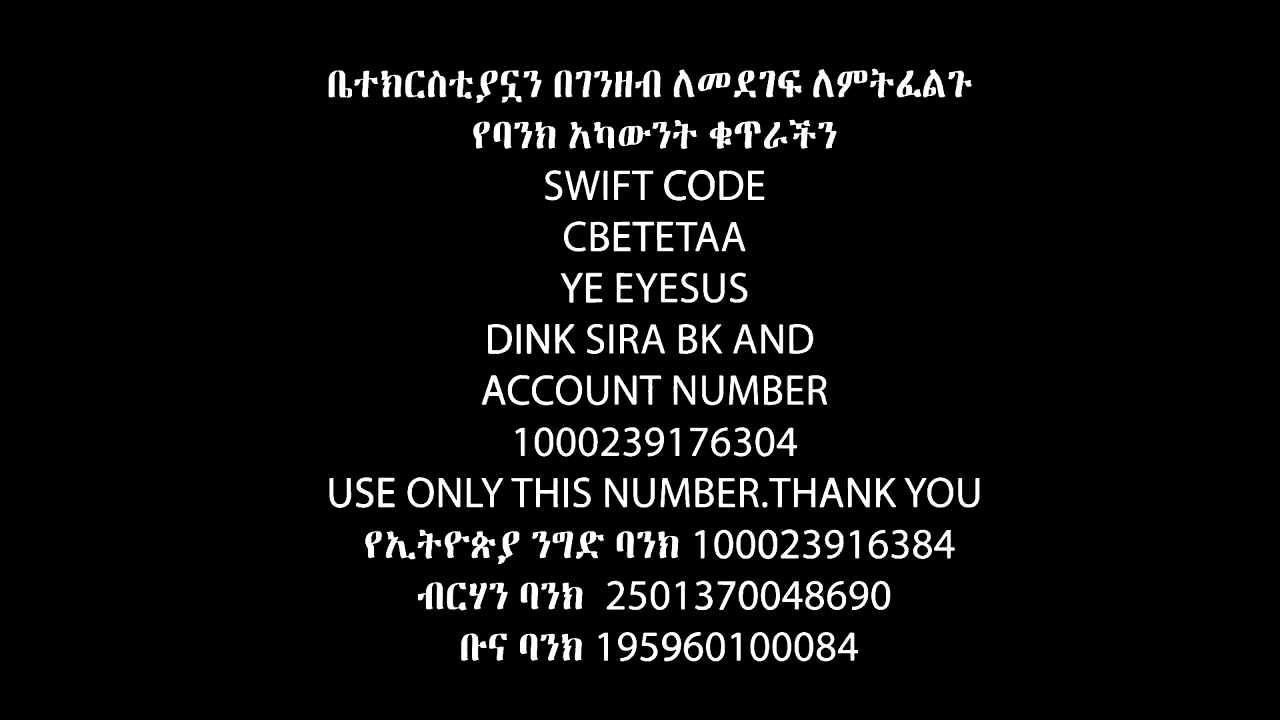 ቤተክርስቲያኗን በገንዘብ ለመደገፍ ለምትፈልጉ
የባንክ አካውንት ቁጥራችን
SWIFT CODE
CBETETAA
YE EYESUS
DINK SIRA BK AND
ACCOUNT NUMBER
1000239176304
USE ONLY THIS NUMBER.THANK YOU
የኢትዮጵያ ንግድ ባንክ 100023916384
ብርሃን ባንክ 2501370048690
ቡና ባንክ 195960100084